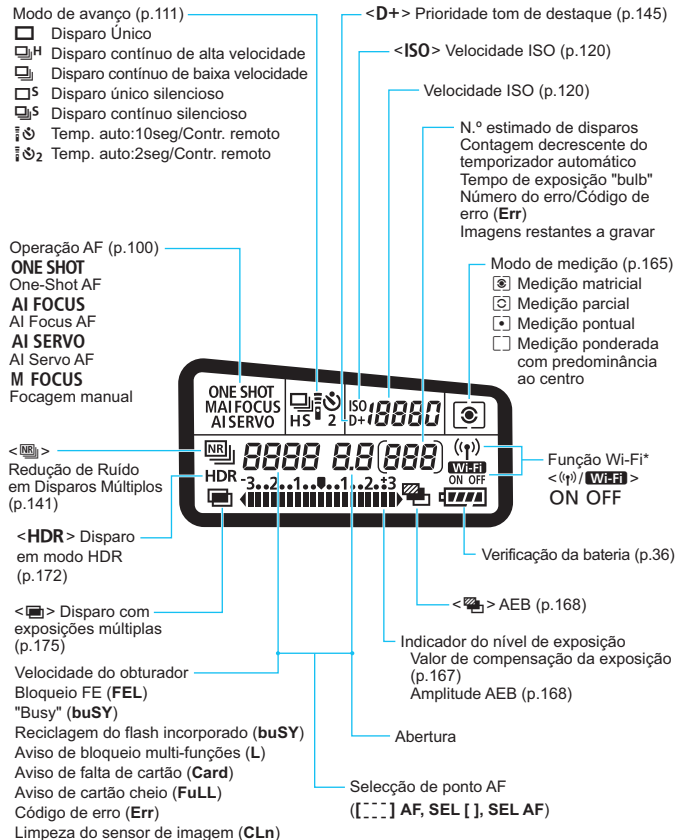 Modo de avanço (p.111)
Disparo Único
H Disparo contínuo de alta velocidade
Disparo contínuo de baixa velocidade
S Disparo único silencioso
S Disparo contínuo silencioso
Temp. auto:10seg/Contr. remoto
2 Temp. auto:2seg/Contr. remoto
<D+> Prioridade tom de destaque (p.145)
<ISO> Velocidade ISO (p.120)
Velocidade ISO (p.120)
N.º estimado de disparos
Contagem decrescente do
temporizador automático
Tempo de exposição "bulb"
Número do erro/Código de
erro (Err)
Imagens restantes a gravar
Operação AF (p.100)
ONE SHOT
One-Shot AF
AI FOCUS
AI Focus AF
AI SERVO
AI Servo AF
M FOCUS
Focagem manual
Modo de medição (p.165)
Medição matricial
Medição parcial
Medição pontual
Medição ponderada
com predominância
ao centro
ONE SHOT
MAI FOCUS
AI SERVO
HS 2
ISO
D+
18880
NR
8888 8.8 (888)
Wi-Fi
ON OFF
HDR
-3..2..1..0..1..2..±3
<NR>
Redução de Ruído
em Disparos Múltiplos
(p.141)
<HDR> Disparo
em modo HDR
(p.172)
< > Disparo com
exposições múltiplas
(p.175)
Função Wi-Fi*
< / Wi-Fi >
ON OFF
Verificação da bateria (p.36)
< > AEB (p.168)
Indicador do nível de exposição
Valor de compensação da exposição
(p.167)
Amplitude AEB (p.168)
Velocidade do obturador
Bloqueio FE (FEL)
"Busy" (buSY)
Reciclagem do flash incorporado (buSY)
Aviso de bloqueio multi-funções (L)
Aviso de falta de cartão (Card)
Aviso de cartão cheio (FuLL)
Código de erro (Err)
Limpeza do sensor de imagem (CLn)
Abertura
Selecção de ponto AF
([---] AF, SEL [ ], SEL AF)